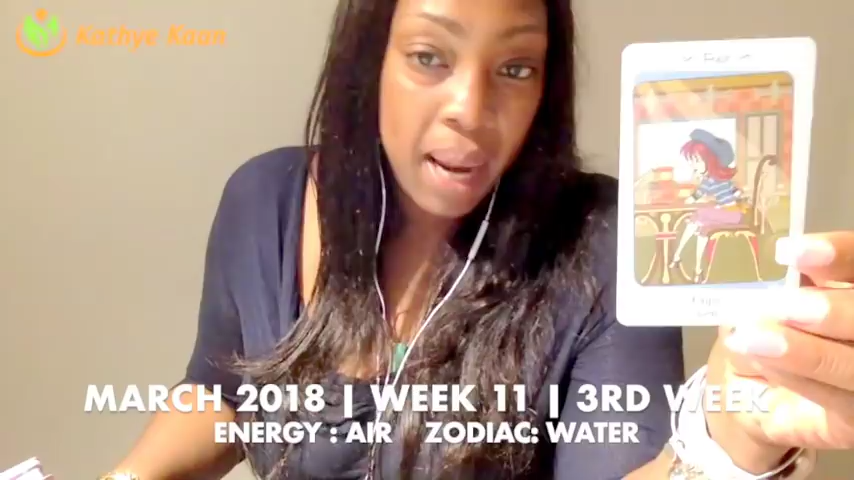 Kathye Kaan
MARCH 2018 | WEEK 11 | 3RD WEEK
ENERGY : AIR ZODIAC: WATER